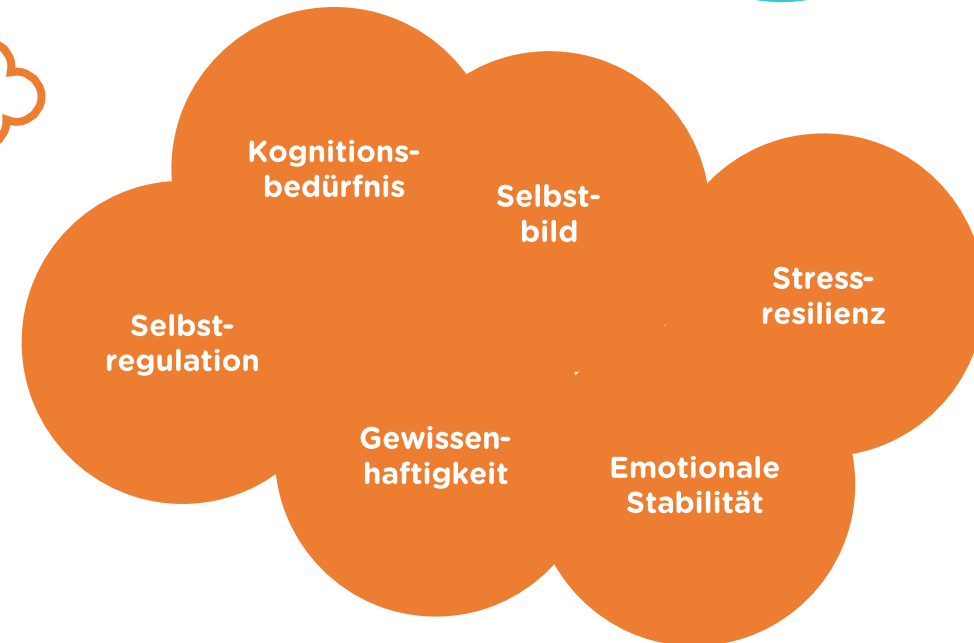 Kognitions-
bedürfnis
Selbst-
bild
Stress-
resilienz
Selbst-
regulation
Gewissen-
haftigkeit
Emotionale
Stabilität